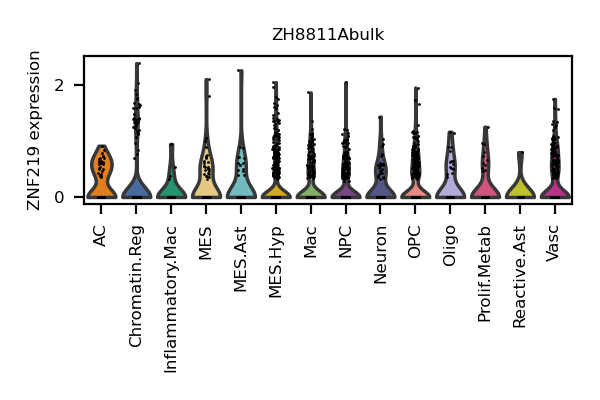 ZH8811Abulk
ZNF219 expression
2
0
AC
Chromatin.Reg
Inflammatory.Mac
MES
MES.Ast
MES.Hyp
Mac
NPC
Neuron
OPC
Oligo
Prolif.Metab
Reactive.Ast
Vasc